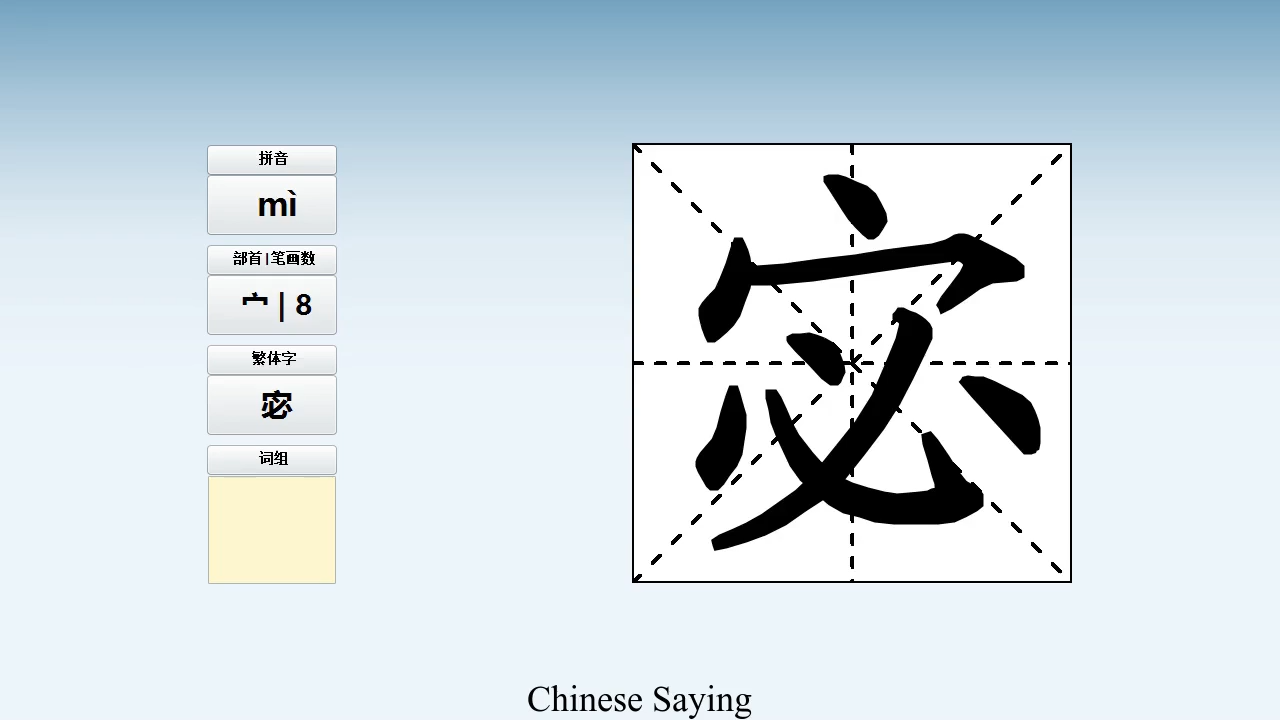 拼音
mì
部首|笔画数
宀 | 8
繁体字
宓
词组
宓
Chinese Saying